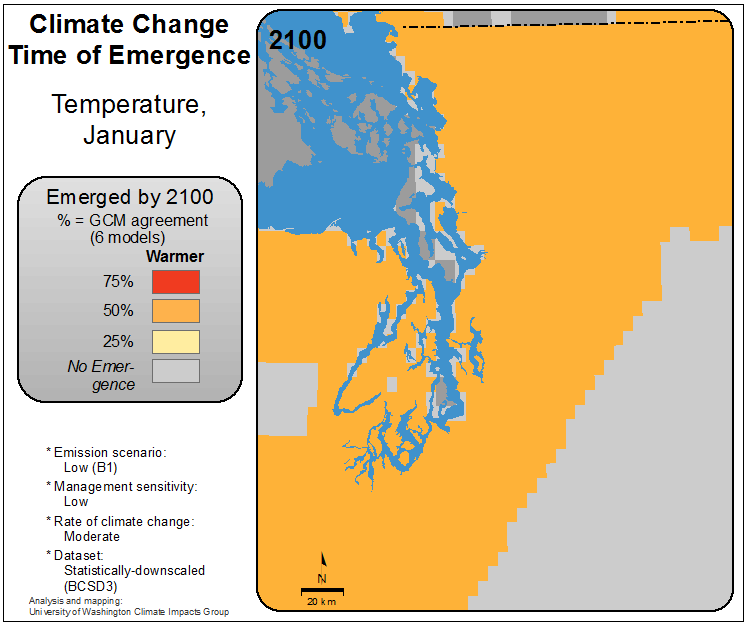 Climate Change
Time of Emergence
Temperature,
January
Emerged by 2100
% = GCM agreement
(6 models)
Warmer
75%
50%
25%
No Emer-
gence
* Emission scenario:
Low (B1)
* Management sensitivity:
Low
* Rate of climate change:
Moderate
* Dataset:
Statistically-downscaled
(BCSD3)
Analysis and mapping:
University of Washington Climate Impacts Group
2100
N
20 km